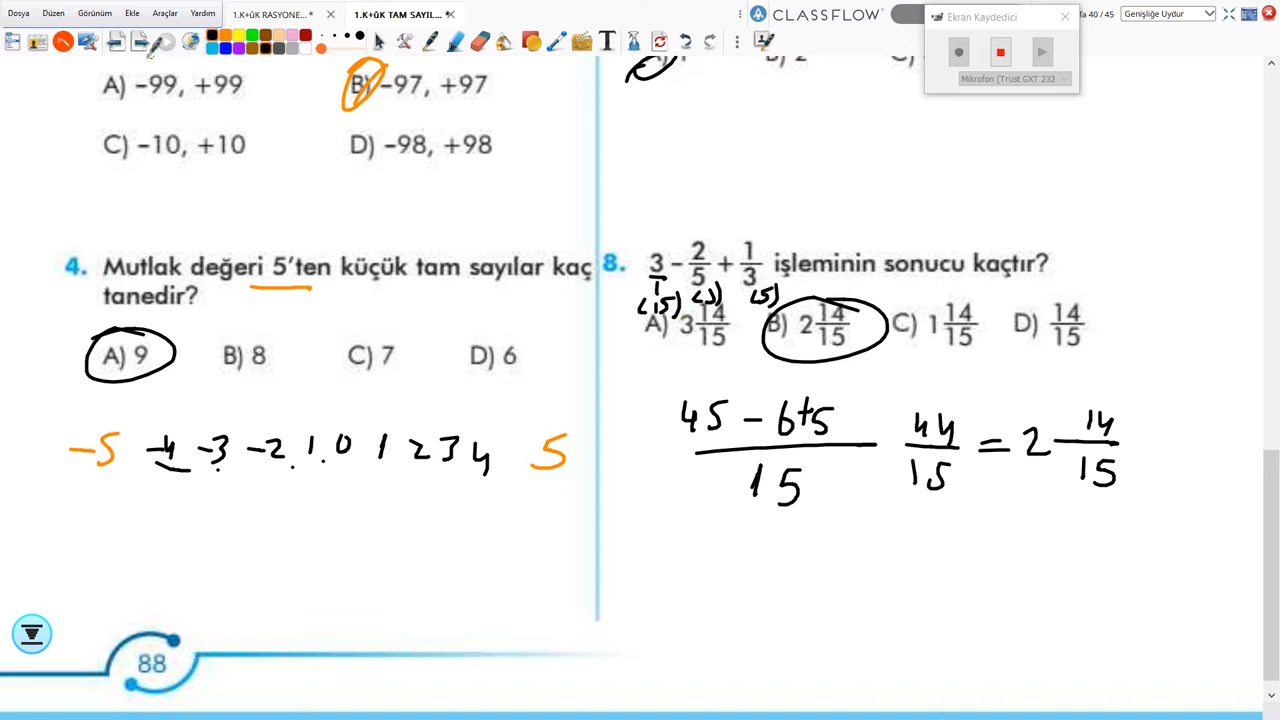 Dosya Düzen Görünüm Ekle Araçlar Yardım
1.K+ûK RASYONE... *
1.K+ûK TAM SAYIL... *
CLASSFLOW
Ekran Kaydedici
Mikrofon (Trust GXT 232
40 / 45
Genişliğe Uydur
A) –99, +99
B) –97, +97
C) –10, +10
D) –98, +98
4. Mutlak değeri 5'ten küçük tam sayılar kaç tanedir?
A) 9
B) 8
C) 7
D) 6
-5 -4 -3 -2 1 0 1 2 3 4 5
88
8. 3 – 2/5 + 1/3 işleminin sonucu kaçtır?
1
(15) (3) (5)
A) 3 14/15
B) 2 14/15
C) 1 14/15
D) 14/15
45 - 6+5
15
44/15 = 2 14/15